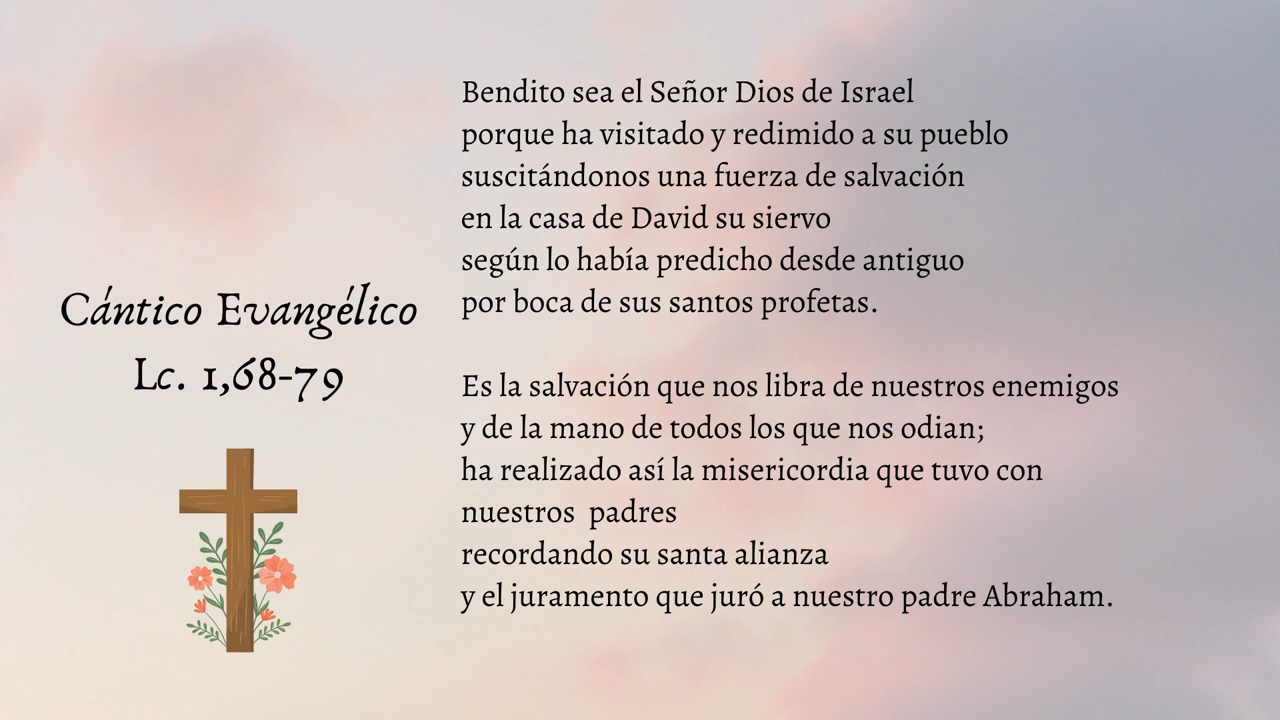 Cántico Evangélico
Lc. 1,68-79
Bendito sea el Señor Dios de Israel
porque ha visitado y redimido a su pueblo
suscitándonos una fuerza de salvación
en la casa de David su siervo
según lo había predicho desde antiguo
por boca de sus santos profetas.
Es la salvación que nos libra de nuestros enemigos
y de la mano de todos los que nos odian;
ha realizado así la misericordia que tuvo con
nuestros  padres
recordando su santa alianza
y el juramento que juró a nuestro padre Abraham.